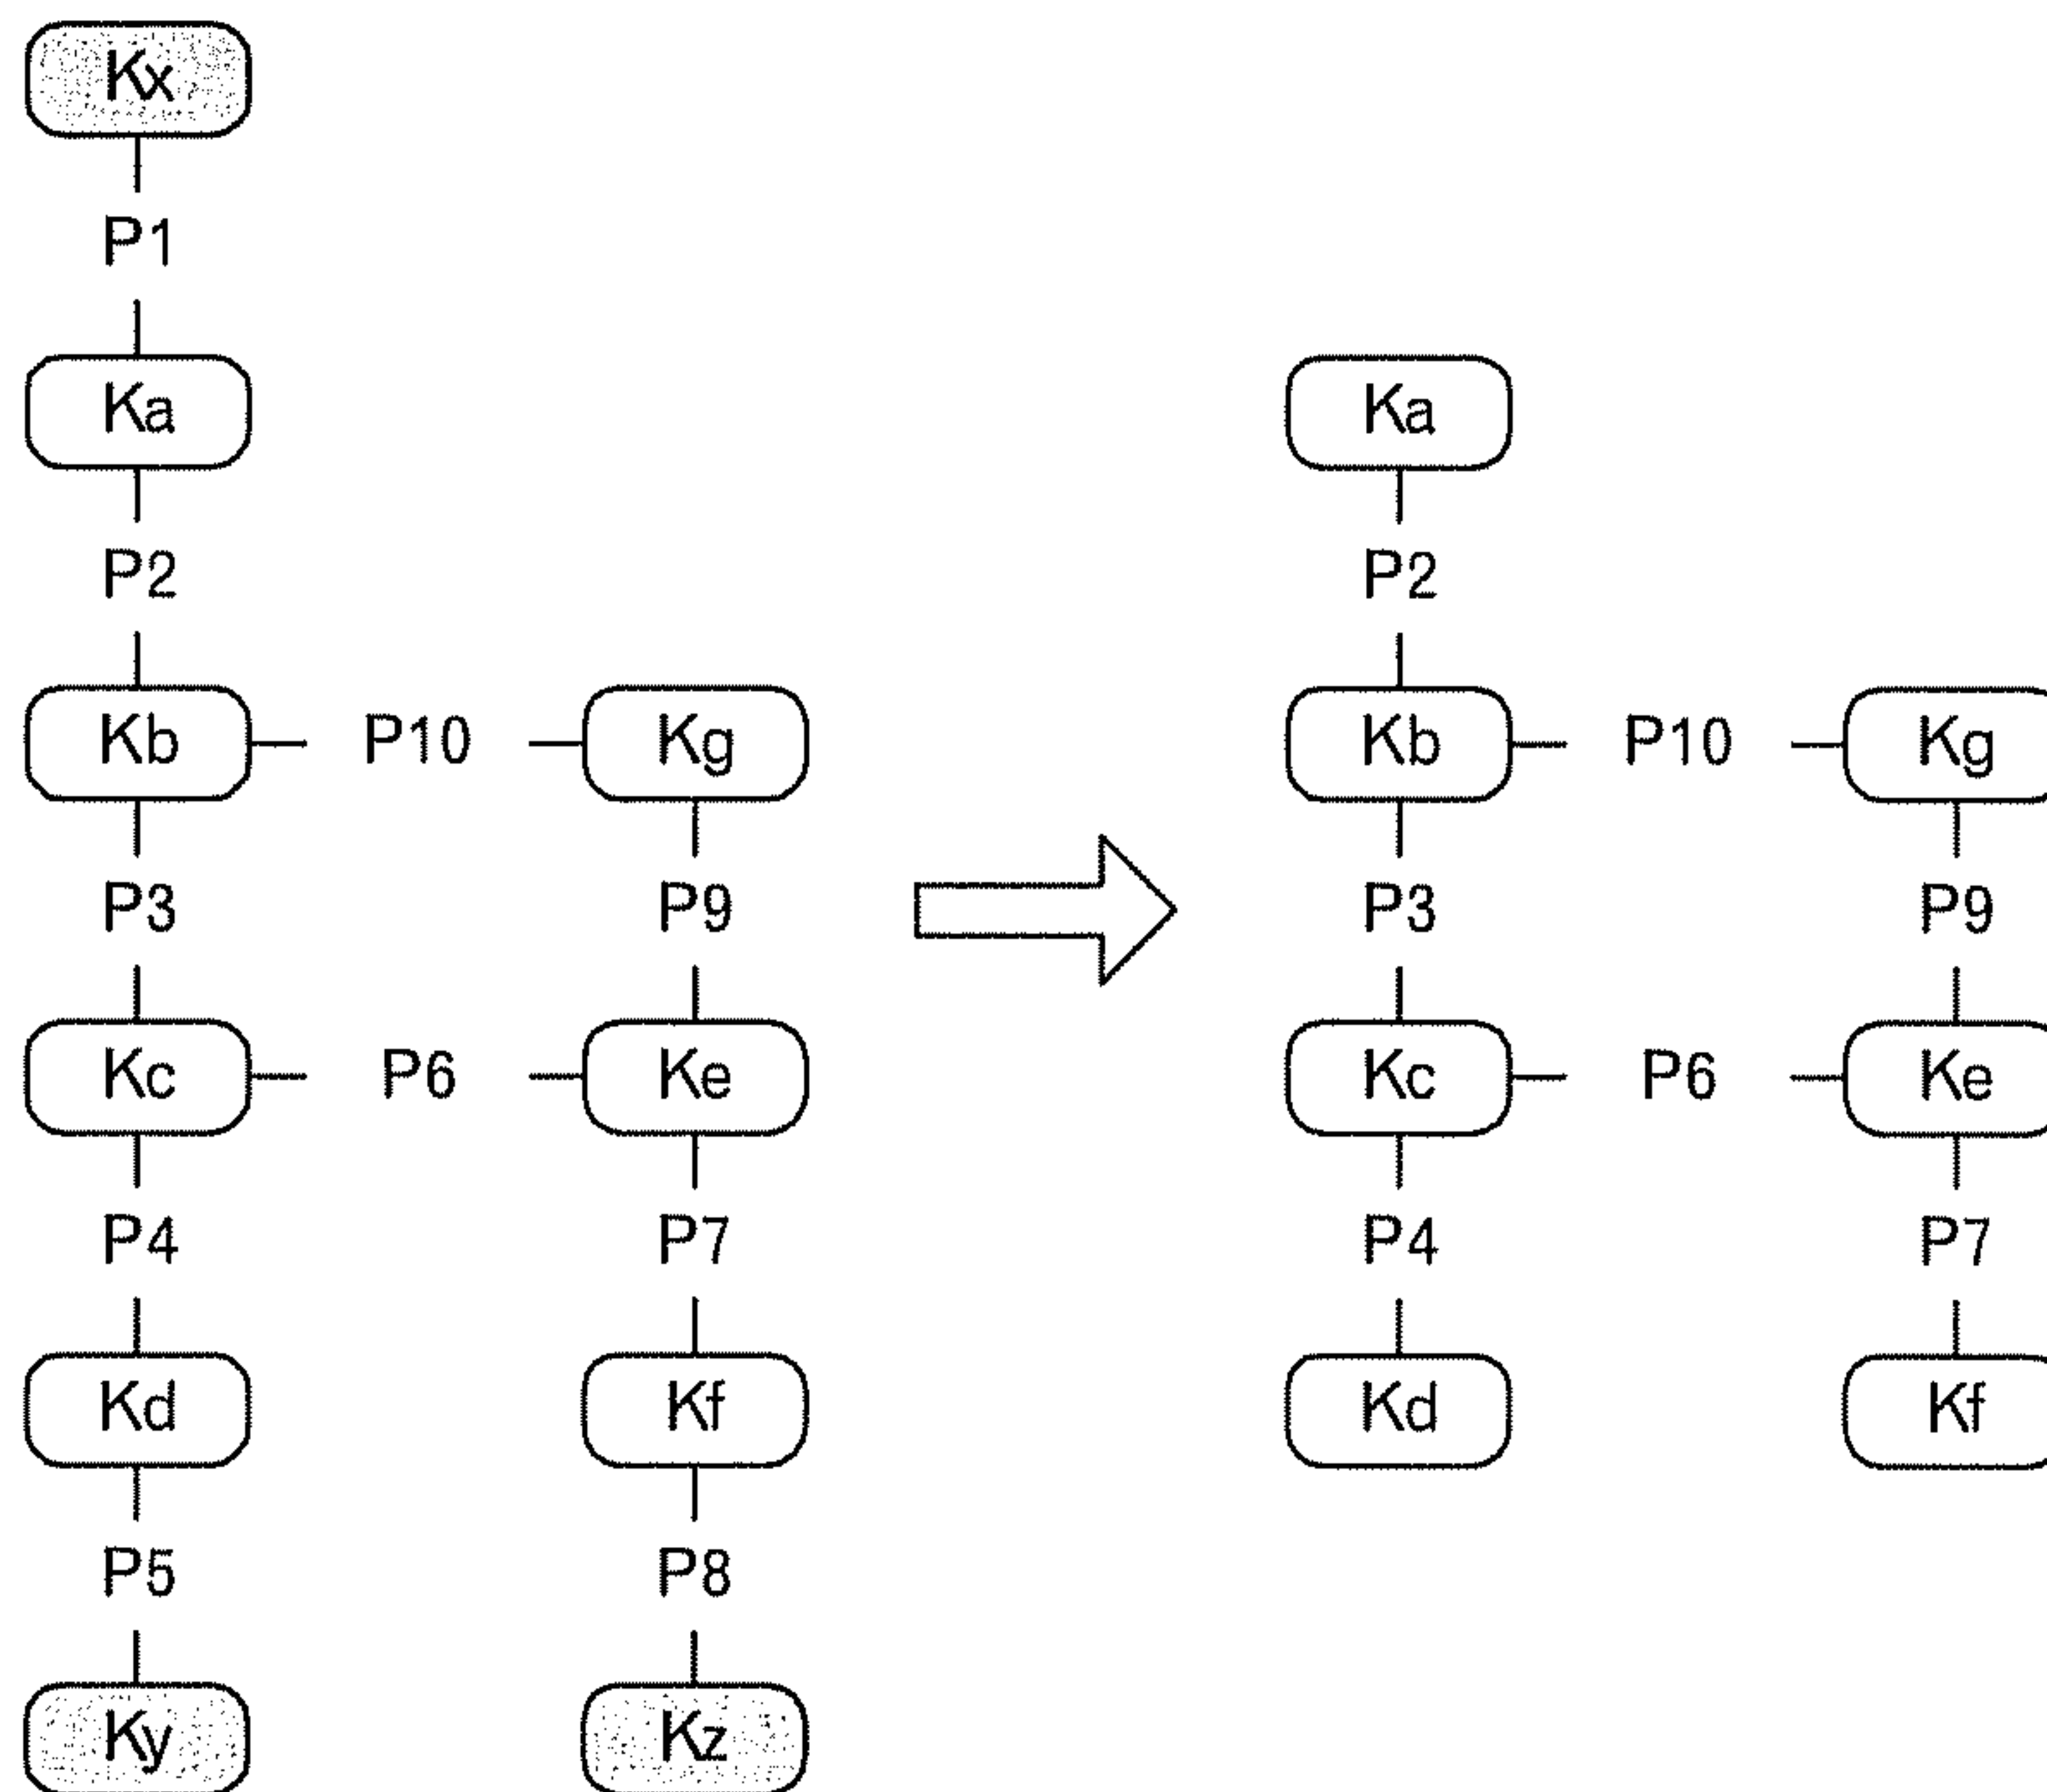 Kx
P1
Ka
P2
Kb P10 Kg
P3 P9
Kc P6 Ke
P4 P7
Kd Kf
P5 P8
Ky Kz
Ka
P2
Kb P10 Kg
P3 P9
Kc P6 Ke
P4 P7
Kd Kf